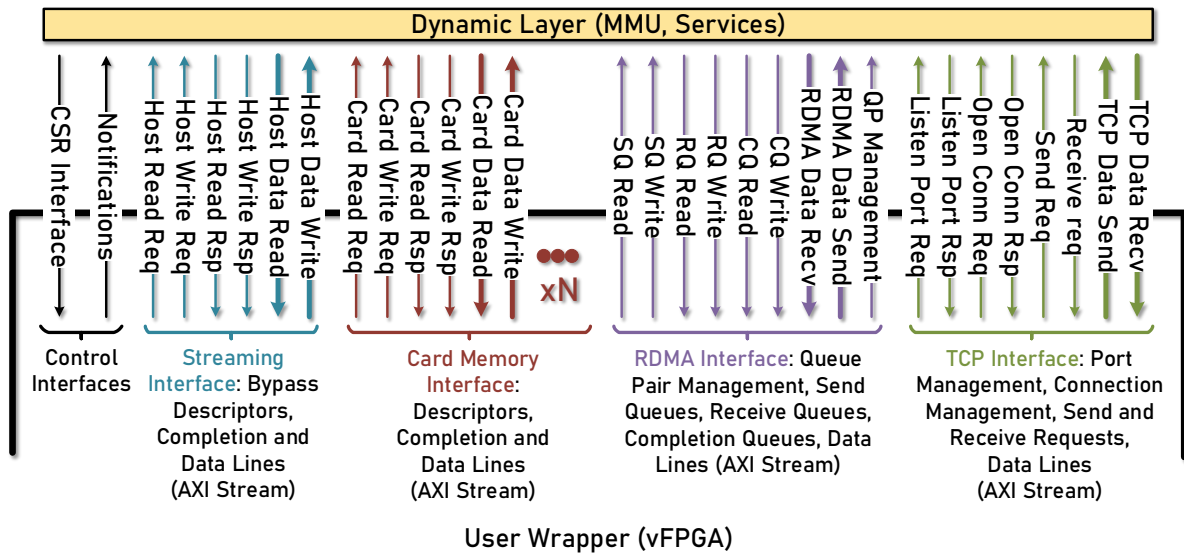 Dynamic Layer (MMU, Services)
CSR Interface
Notifications
Host Read Req
Host Write Req
Host Read Rsp
Host Write Rsp
Host Data Read
Host Data Write
Card Read Req
Card Write Req
Card Read Rsp
Card Write Rsp
Card Data Read
Card Data Write
xN
SQ Read
SQ Write
RQ Read
RQ Write
CQ Read
CQ Write
RDMA Data Recv
RDMA Data Send
QP Management
Listen Port Req
Listen Port Rsp
Open Conn Req
Open Conn Rsp
Send Req
Receive req
TCP Data Send
TCP Data Recv
Control
Interfaces
Streaming
Interface: Bypass
Descriptors,
Completion and
Data Lines
(AXI Stream)
Card Memory
Interface:
Descriptors,
Completion and
Data Lines
(AXI Stream)
RDMA Interface: Queue
Pair Management, Send
Queues, Receive Queues,
Completion Queues, Data
Lines (AXI Stream)
TCP Interface: Port
Management, Connection
Management, Send and
Receive Requests,
Data Lines
(AXI Stream)
User Wrapper (vFPGA)